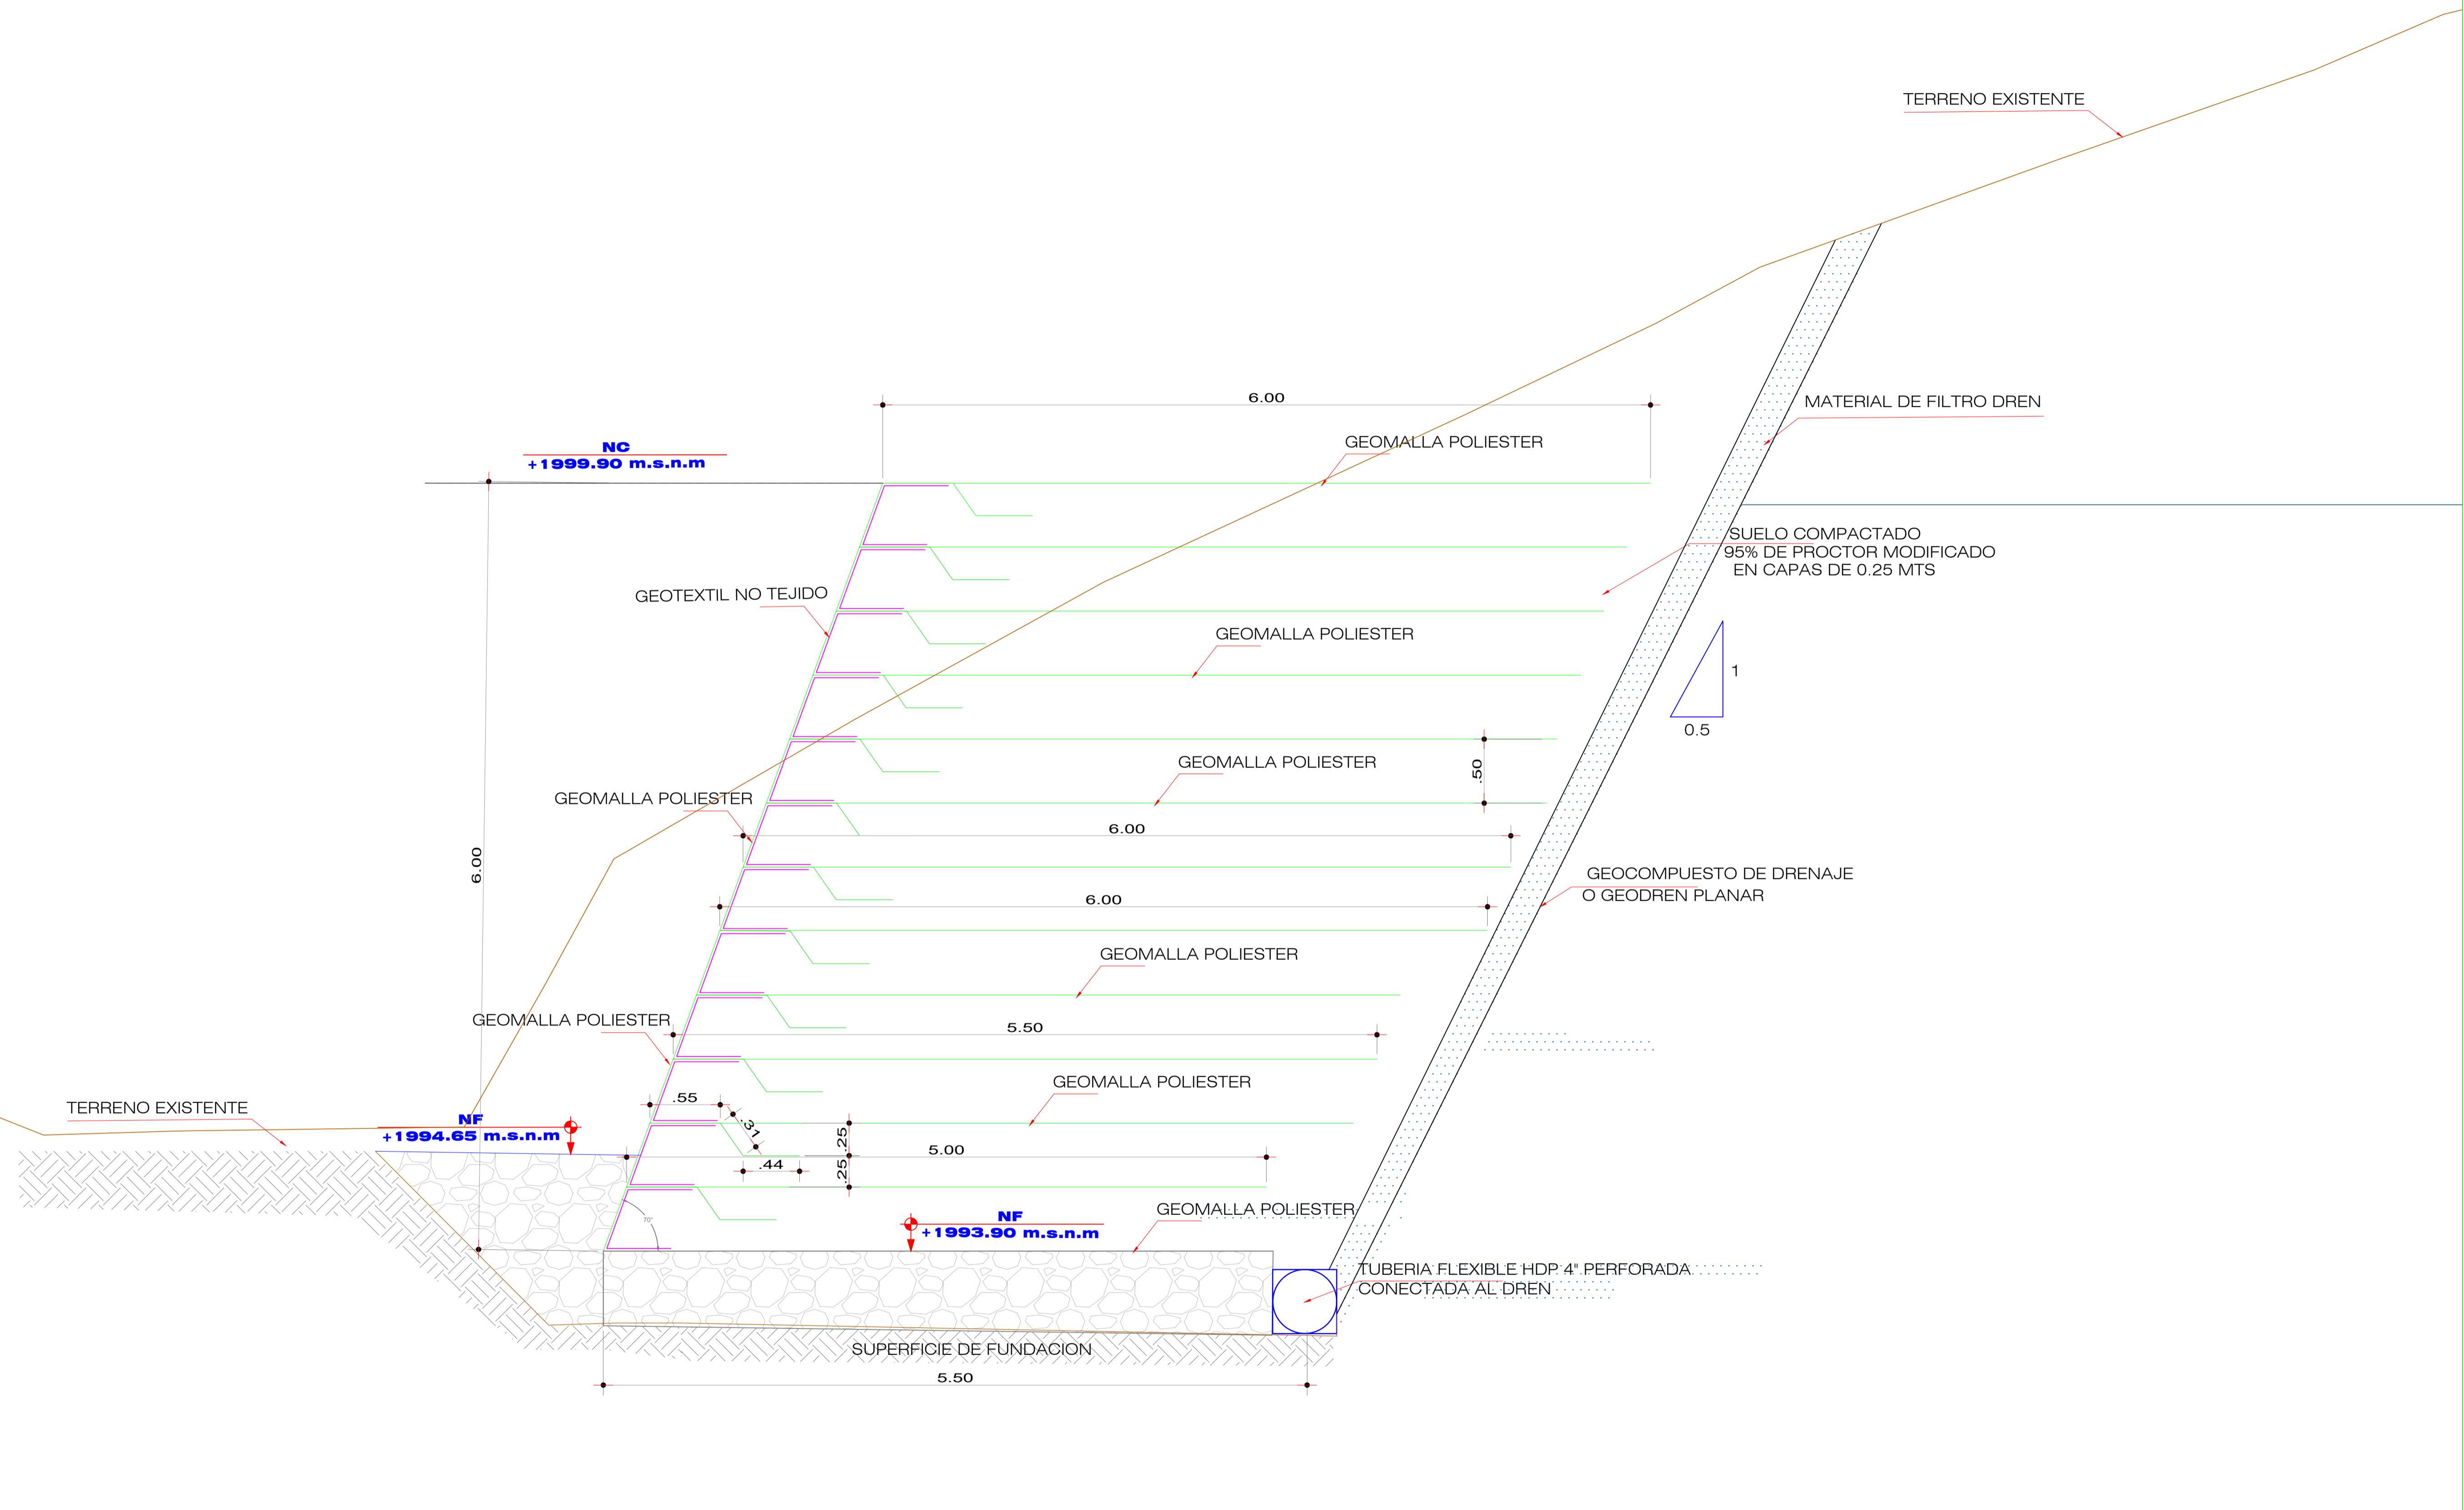 TERRENO EXISTENTE
6.00
MATERIAL DE FILTRO DREN
NC
+1999.90 m.s.n.m
GEOMALLA POLIESTER
SUELO COMPACTADO
95% DE PROCTOR MODIFICADO
EN CAPAS DE 0.25 MTS
GEOTEXTIL NO TEJIDO
GEOMALLA POLIESTER
1
0.5
GEOMALLA POLIESTER
.50
GEOMALLA POLIESTER
6.00
6.00
GEOCOMPUESTO DE DRENAJE
O GEODREN PLANAR
6.00
GEOMALLA POLIESTER
GEOMALLA POLIESTER
5.50
GEOMALLA POLIESTER
.55
.31
TERRENO EXISTENTE
NF
+1994.65 m.s.n.m
.25
.25
5.00
.44
GEOMALLA POLIESTER
70°
NF
+1993.90 m.s.n.m
TUBERIA FLEXIBLE HDP 4" PERFORADA
CONECTADA AL DREN
SUPERFICIE DE FUNDACION
5.50